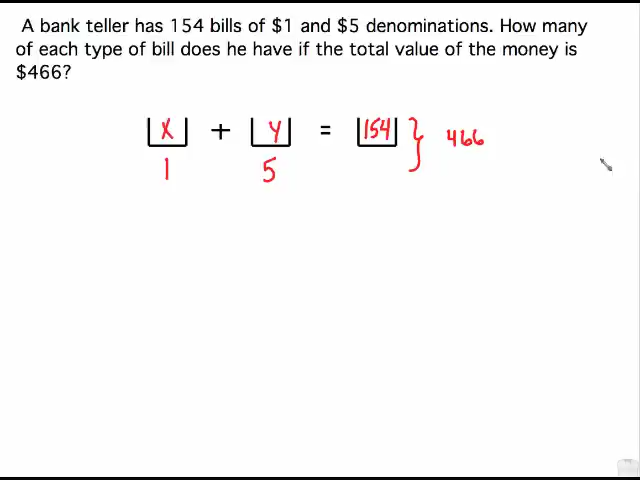 A bank teller has 154 bills of $1 and $5 denominations. How many
of each type of bill does he have if the total value of the money is
$466?
x + y = 154 } 466
1 5